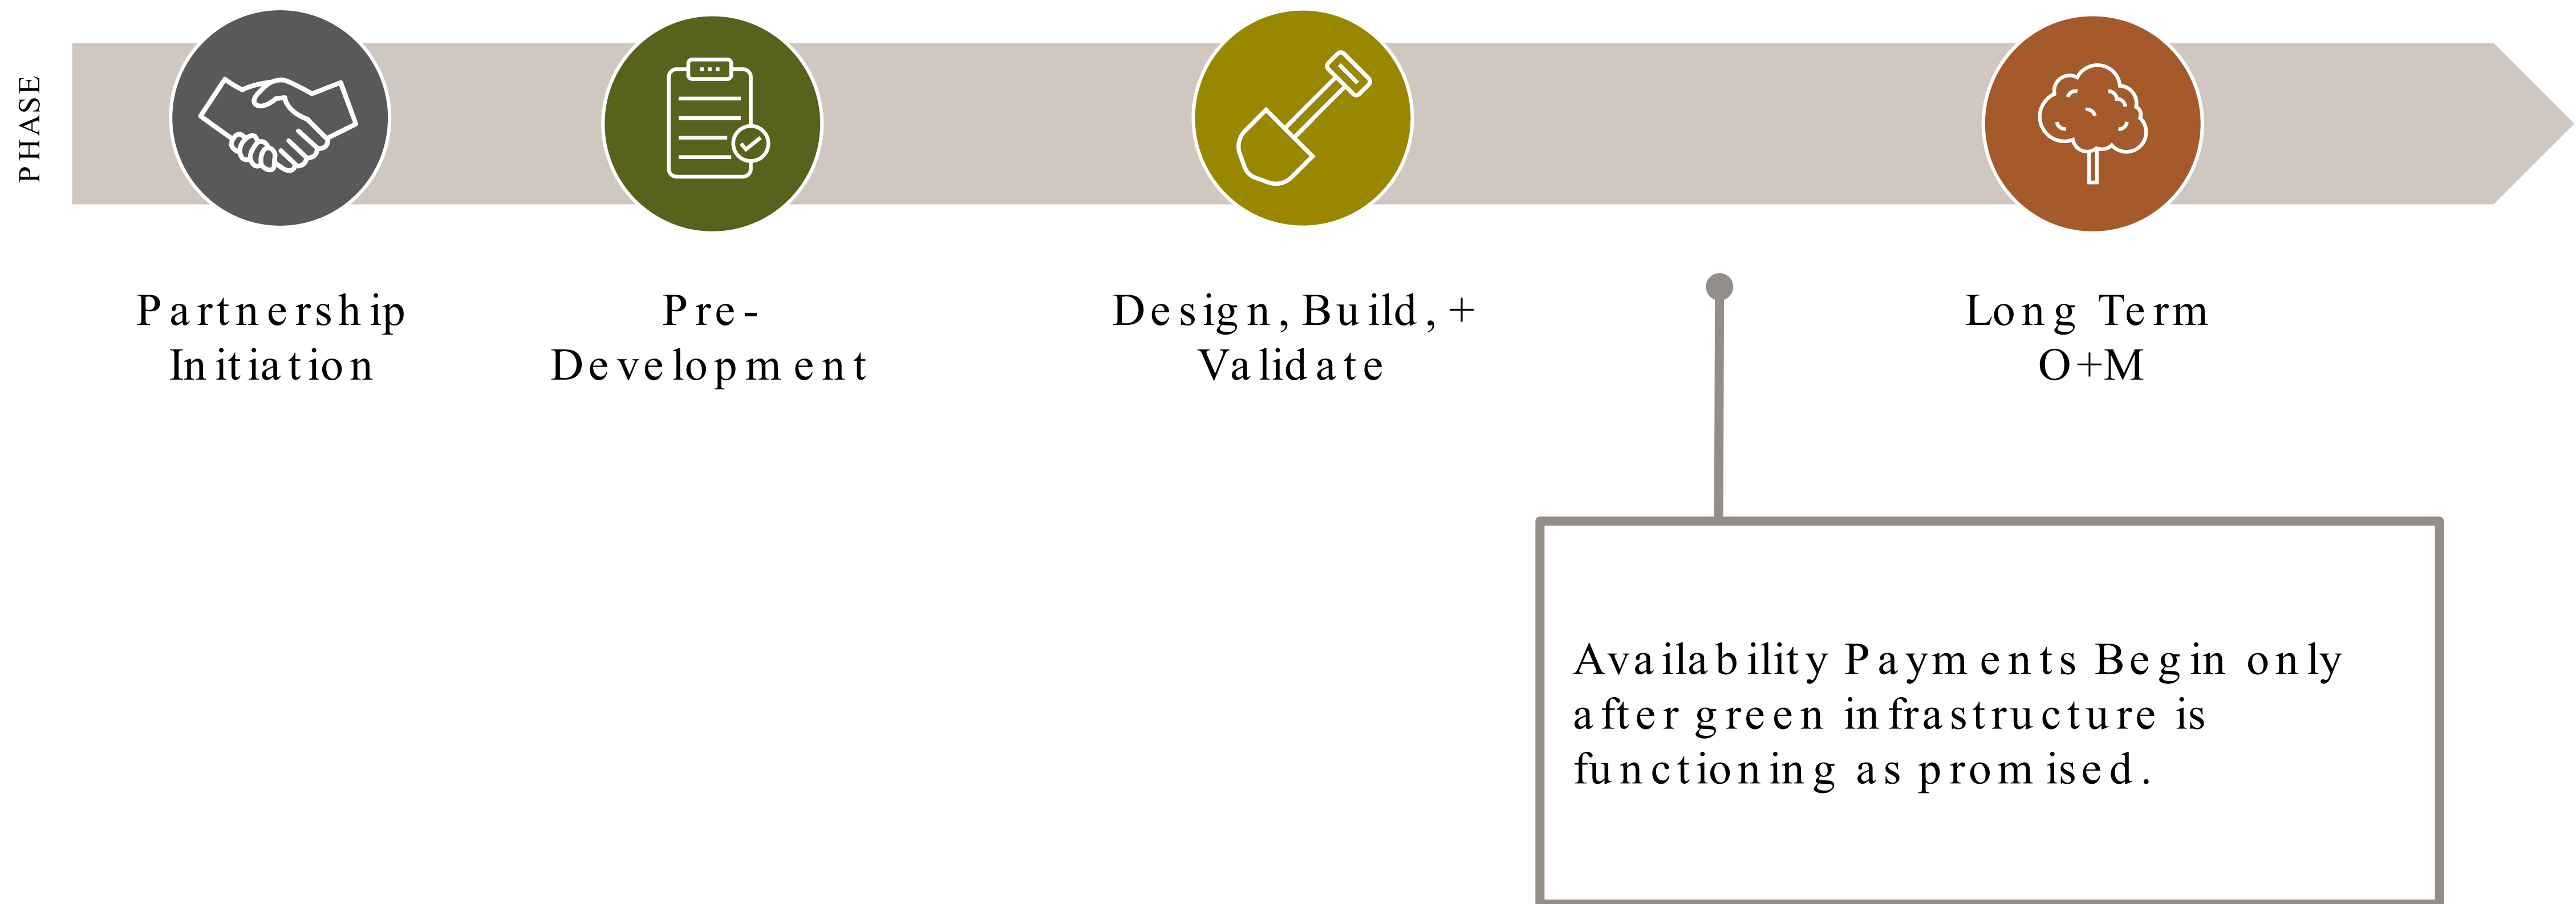 PHASE
Partnership
Initiation
Pre-
Development
Design, Build, +
Validate
Long Term
O+M
Availability Payments Begin only
after green infrastructure is
functioning as promised.